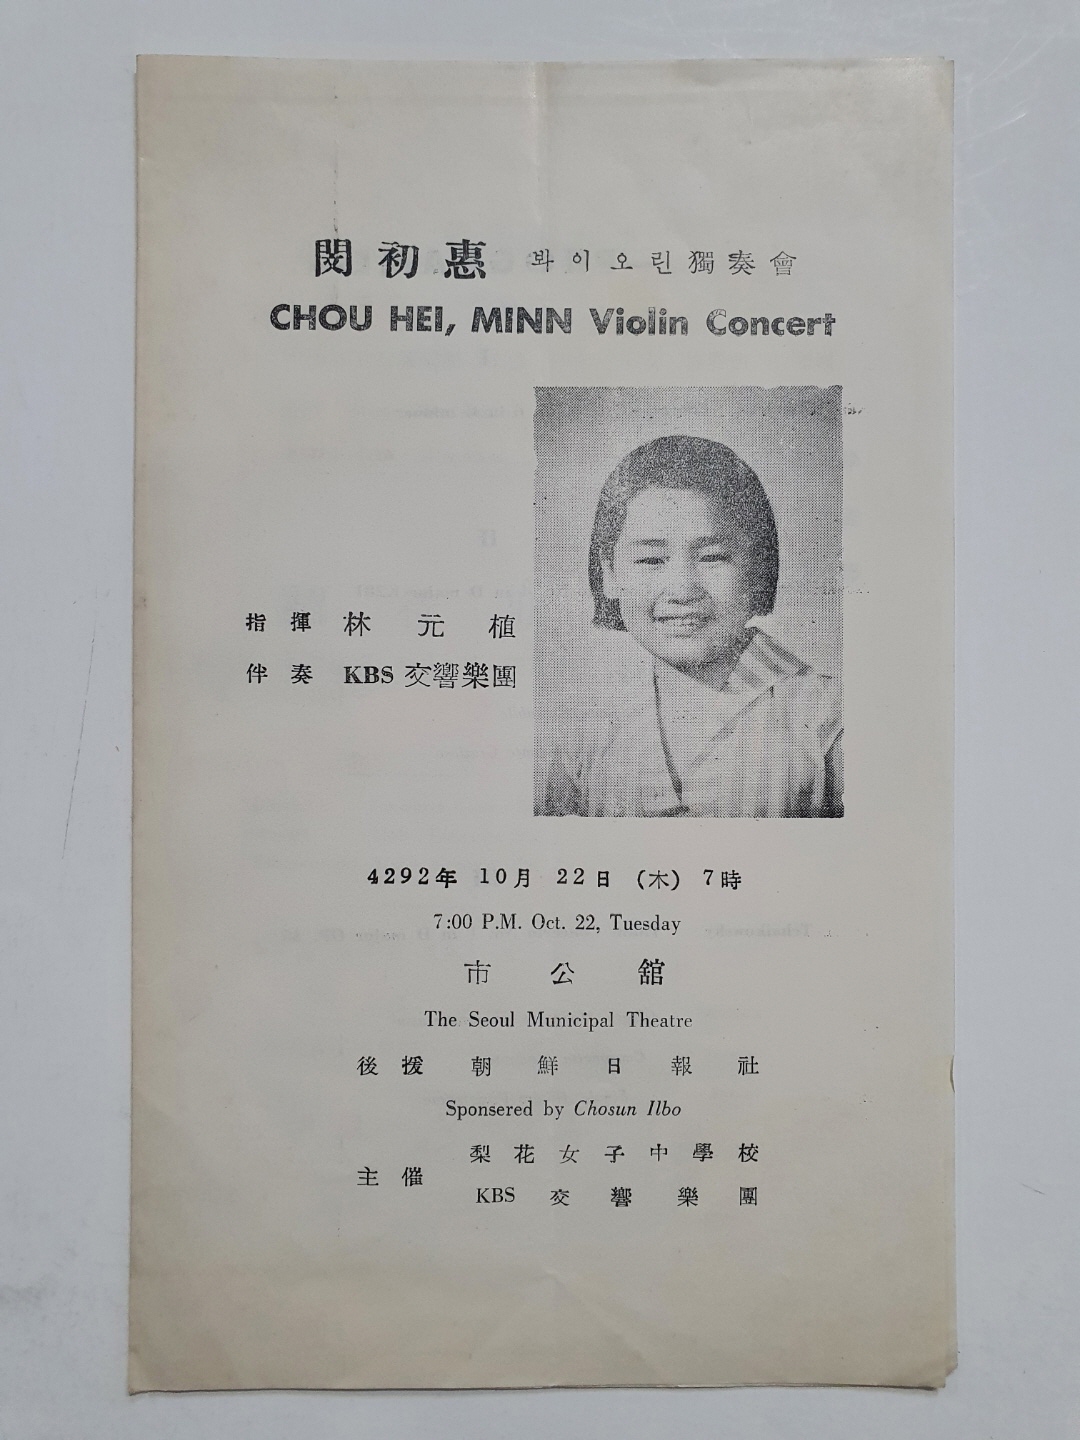 閔初惠 봐이오린獨奏會
CHOU HEI, MINN Violin Concert
指揮 林元植
伴奏 KBS 交響樂團
4292年 10月 22日 (木) 7時
7:00 P.M. Oct. 22, Tuesday
市公舘
The Seoul Municipal Theatre
後援 朝鮮日報社
Sponsered by Chosun Ilbo
主催 梨花女子中學校
KBS 交響樂團